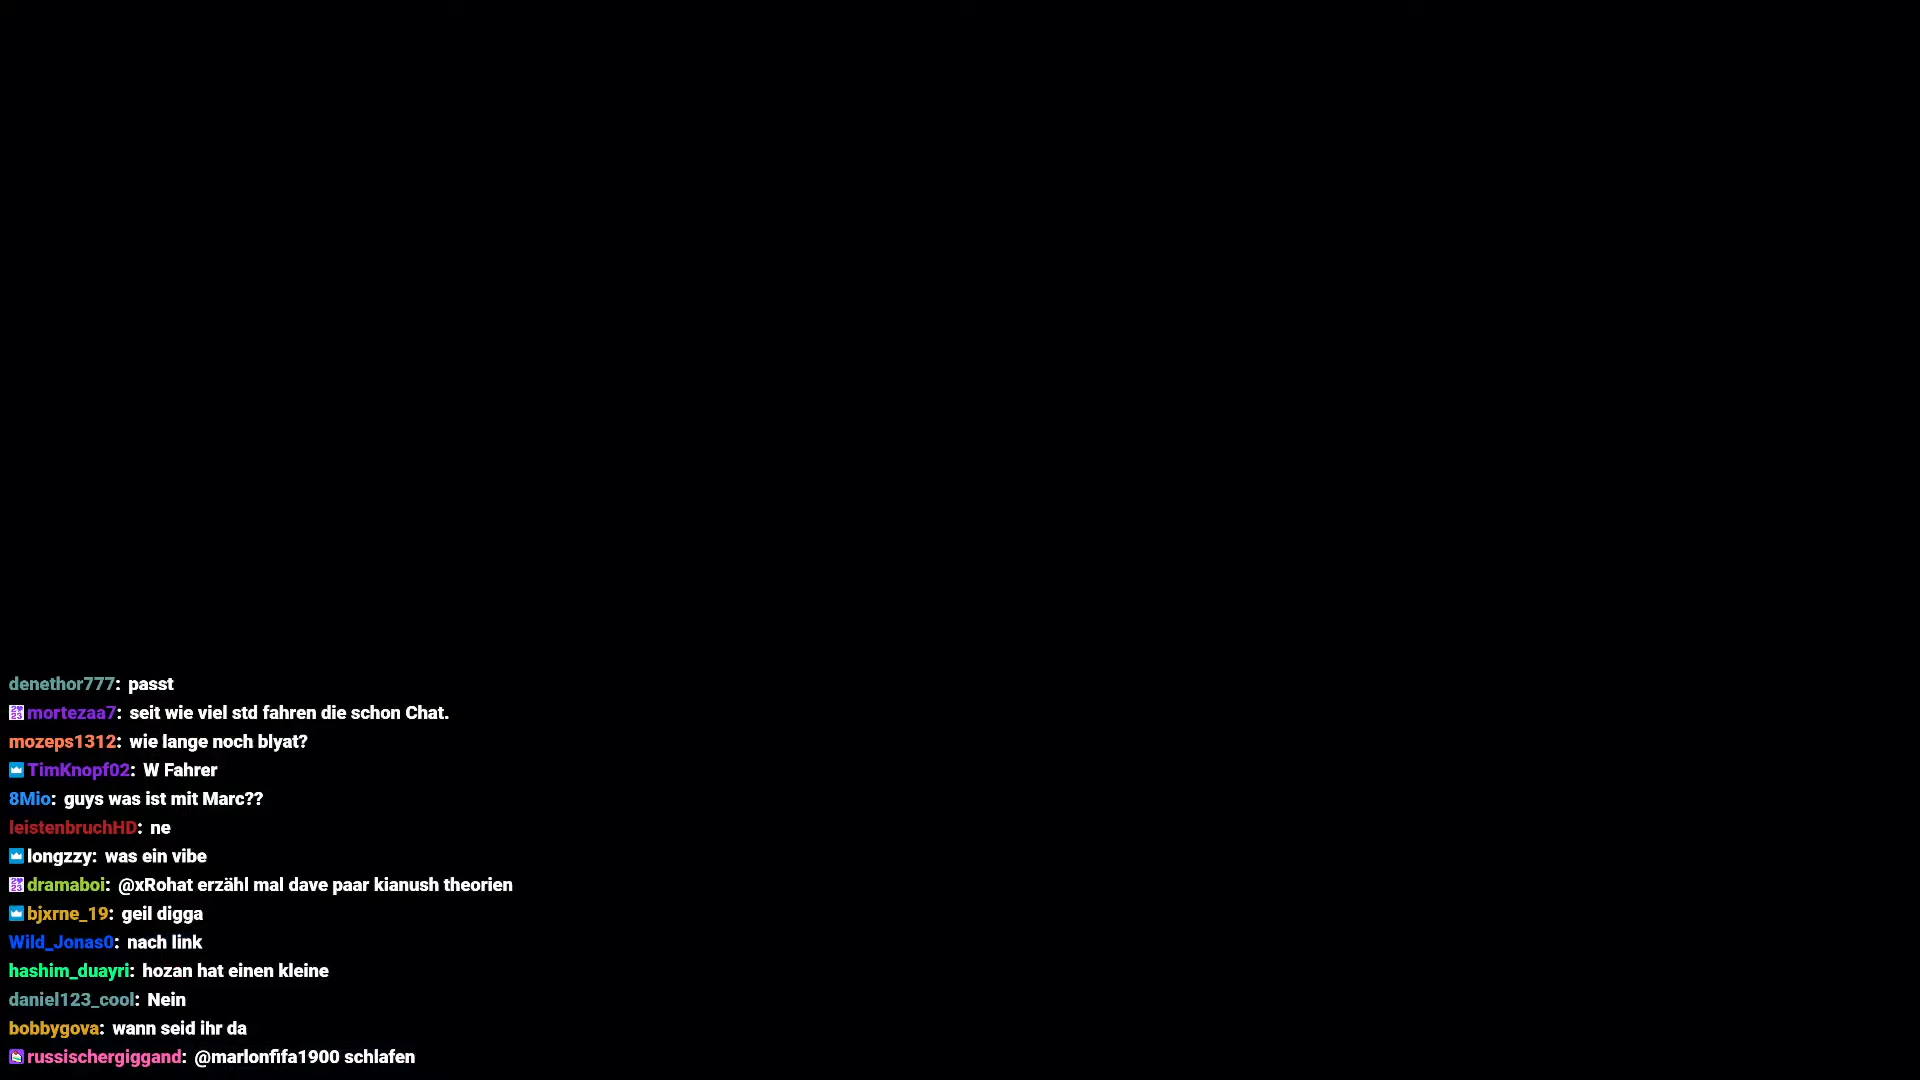 denethor777: passt
mortezaa7: seit wie viel std fahren die schon Chat.
mozeps1312: wie lange noch blyat?
TimKnopf02: W Fahrer
8Mio: guys was ist mit Marc??
leistenbruchHD: ne
longzzy: was ein vibe
dramaboi: @xRohat erzähl mal dave paar kianush theorien
bjxrne_19: geil digga
Wild_Jonas0: nach link
hashim_duayri: hozan hat einen kleine
daniel123_cool: Nein
bobbygova: wann seid ihr da
russischergiggand: @marlonfifa1900 schlafen